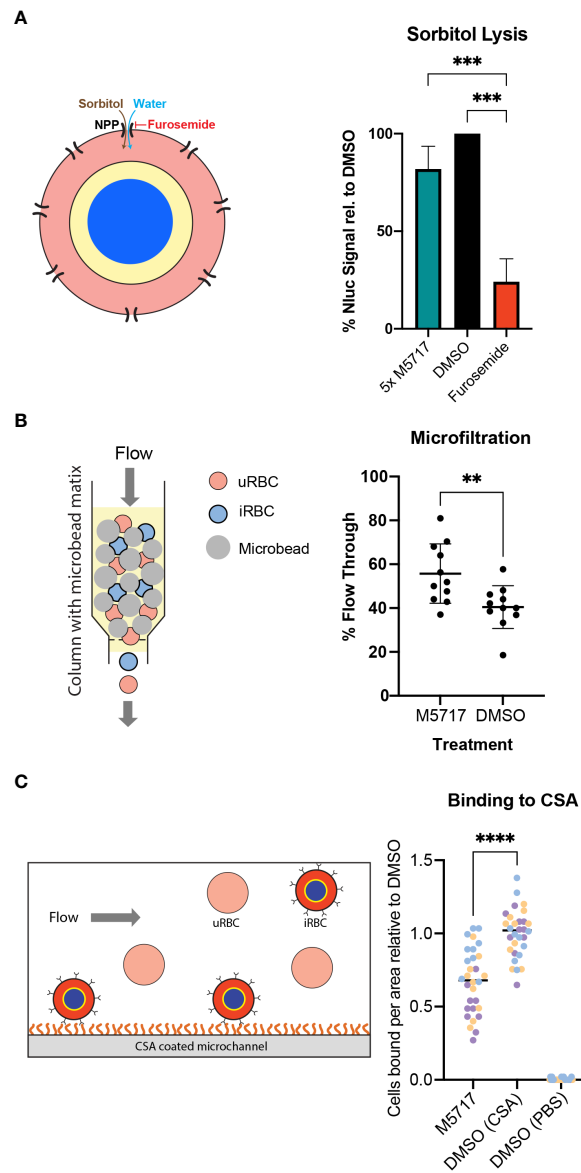 A
Sorbitol Lysis
Sorbitol
Water
NPP
Furosemide
***
***
% Nluc Signal rel. to DMSO
100
50
0
5x M5717
DMSO
Furosemide
B
Microfiltration
Flow
Column with microbead matix
uRBC
iRBC
Microbead
**
% Flow Through
100
80
60
40
20
0
M5717
DMSO
Treatment
C
Binding to CSA
Flow
uRBC
iRBC
CSA coated microchannel
****
Cells bound per area relative to DMSO
1.5
1.0
0.5
0.0
M5717
DMSO (CSA)
DMSO (PBS)